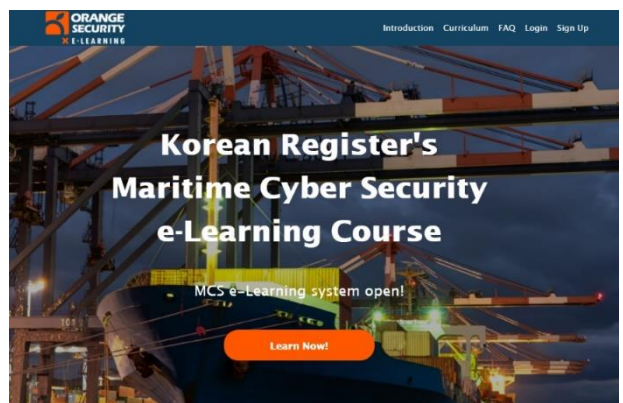 ORANGE
SECURITY
X E-LEARNING
Introduction Curriculum FAQ Login Sign Up
Korean Register's
Maritime Cyber Security
e-Learning Course
MCS e-Learning system open!
Learn Now!